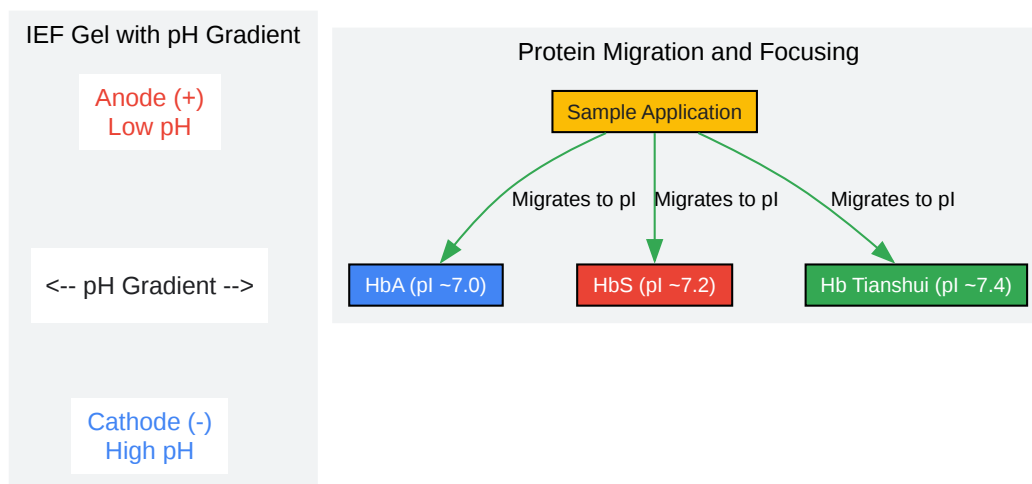 IEF Gel with pH Gradient
Anode (+)
Low pH
<-- pH Gradient -->
Cathode (-)
High pH
Protein Migration and Focusing
Sample Application
Migrates to pI
Migrates to pI
Migrates to pI
HbA (pI ~7.0)
HbS (pI ~7.2)
Hb Tianshui (pI ~7.4)